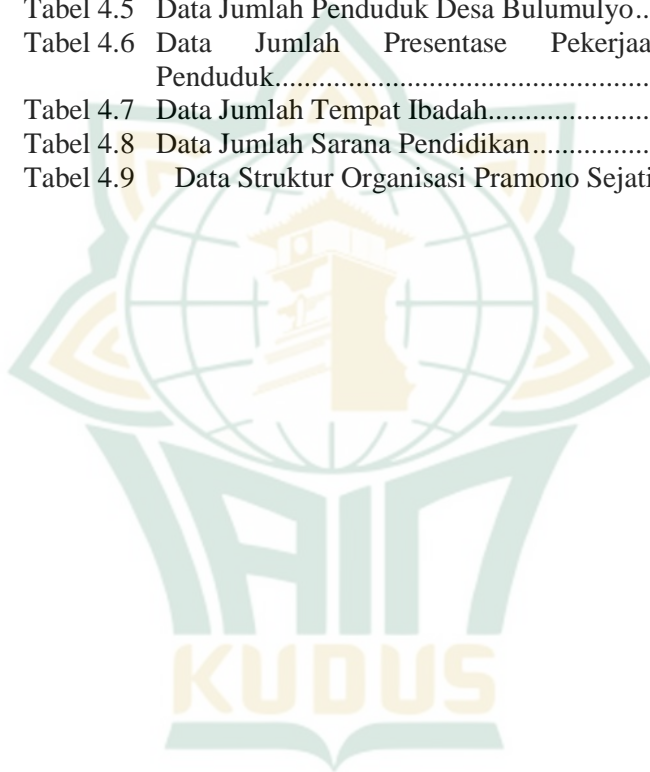 Tabel 4.5 Data Jumlah Penduduk Desa Bulumulyo..
Tabel 4.6 Data Jumlah Presentase Pekerjaa
Penduduk.............................................
Tabel 4.7 Data Jumlah Tempat Ibadah....................
Tabel 4.8 Data Jumlah Sarana Pendidikan...............
Tabel 4.9 Data Struktur Organisasi Pramono Sejati
IAIN
KUDUS